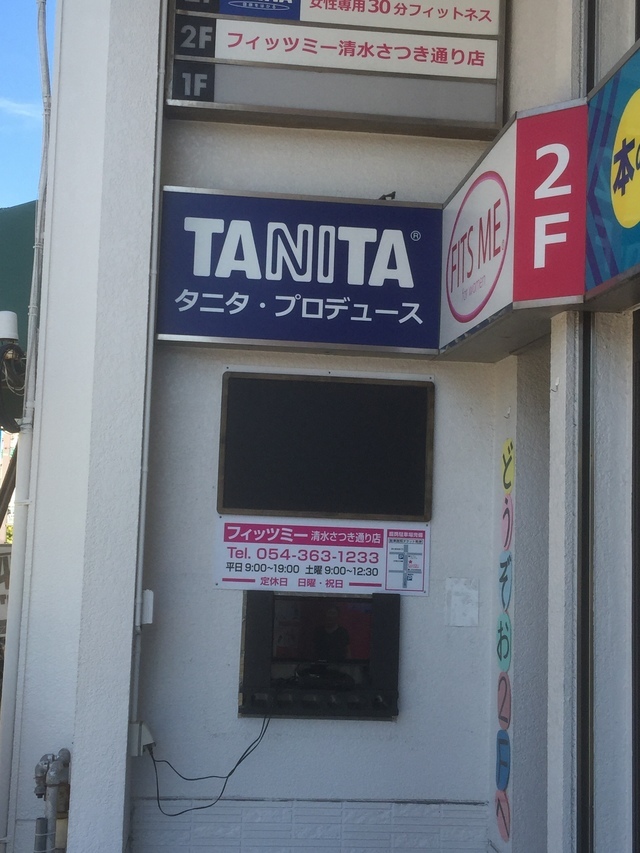 女性専用30分フィットネス
2F フィッツミー清水さつき通り店
1F
TANITA®
タニタ・プロデュース
FITS ME
for women
2F
本
フィッツミー 清水さつき通り店
Tel. 054-363-1233
平日 9:00~19:00 土曜 9:00~12:30
定休日 日曜・祝日
どうぞお2Fへ